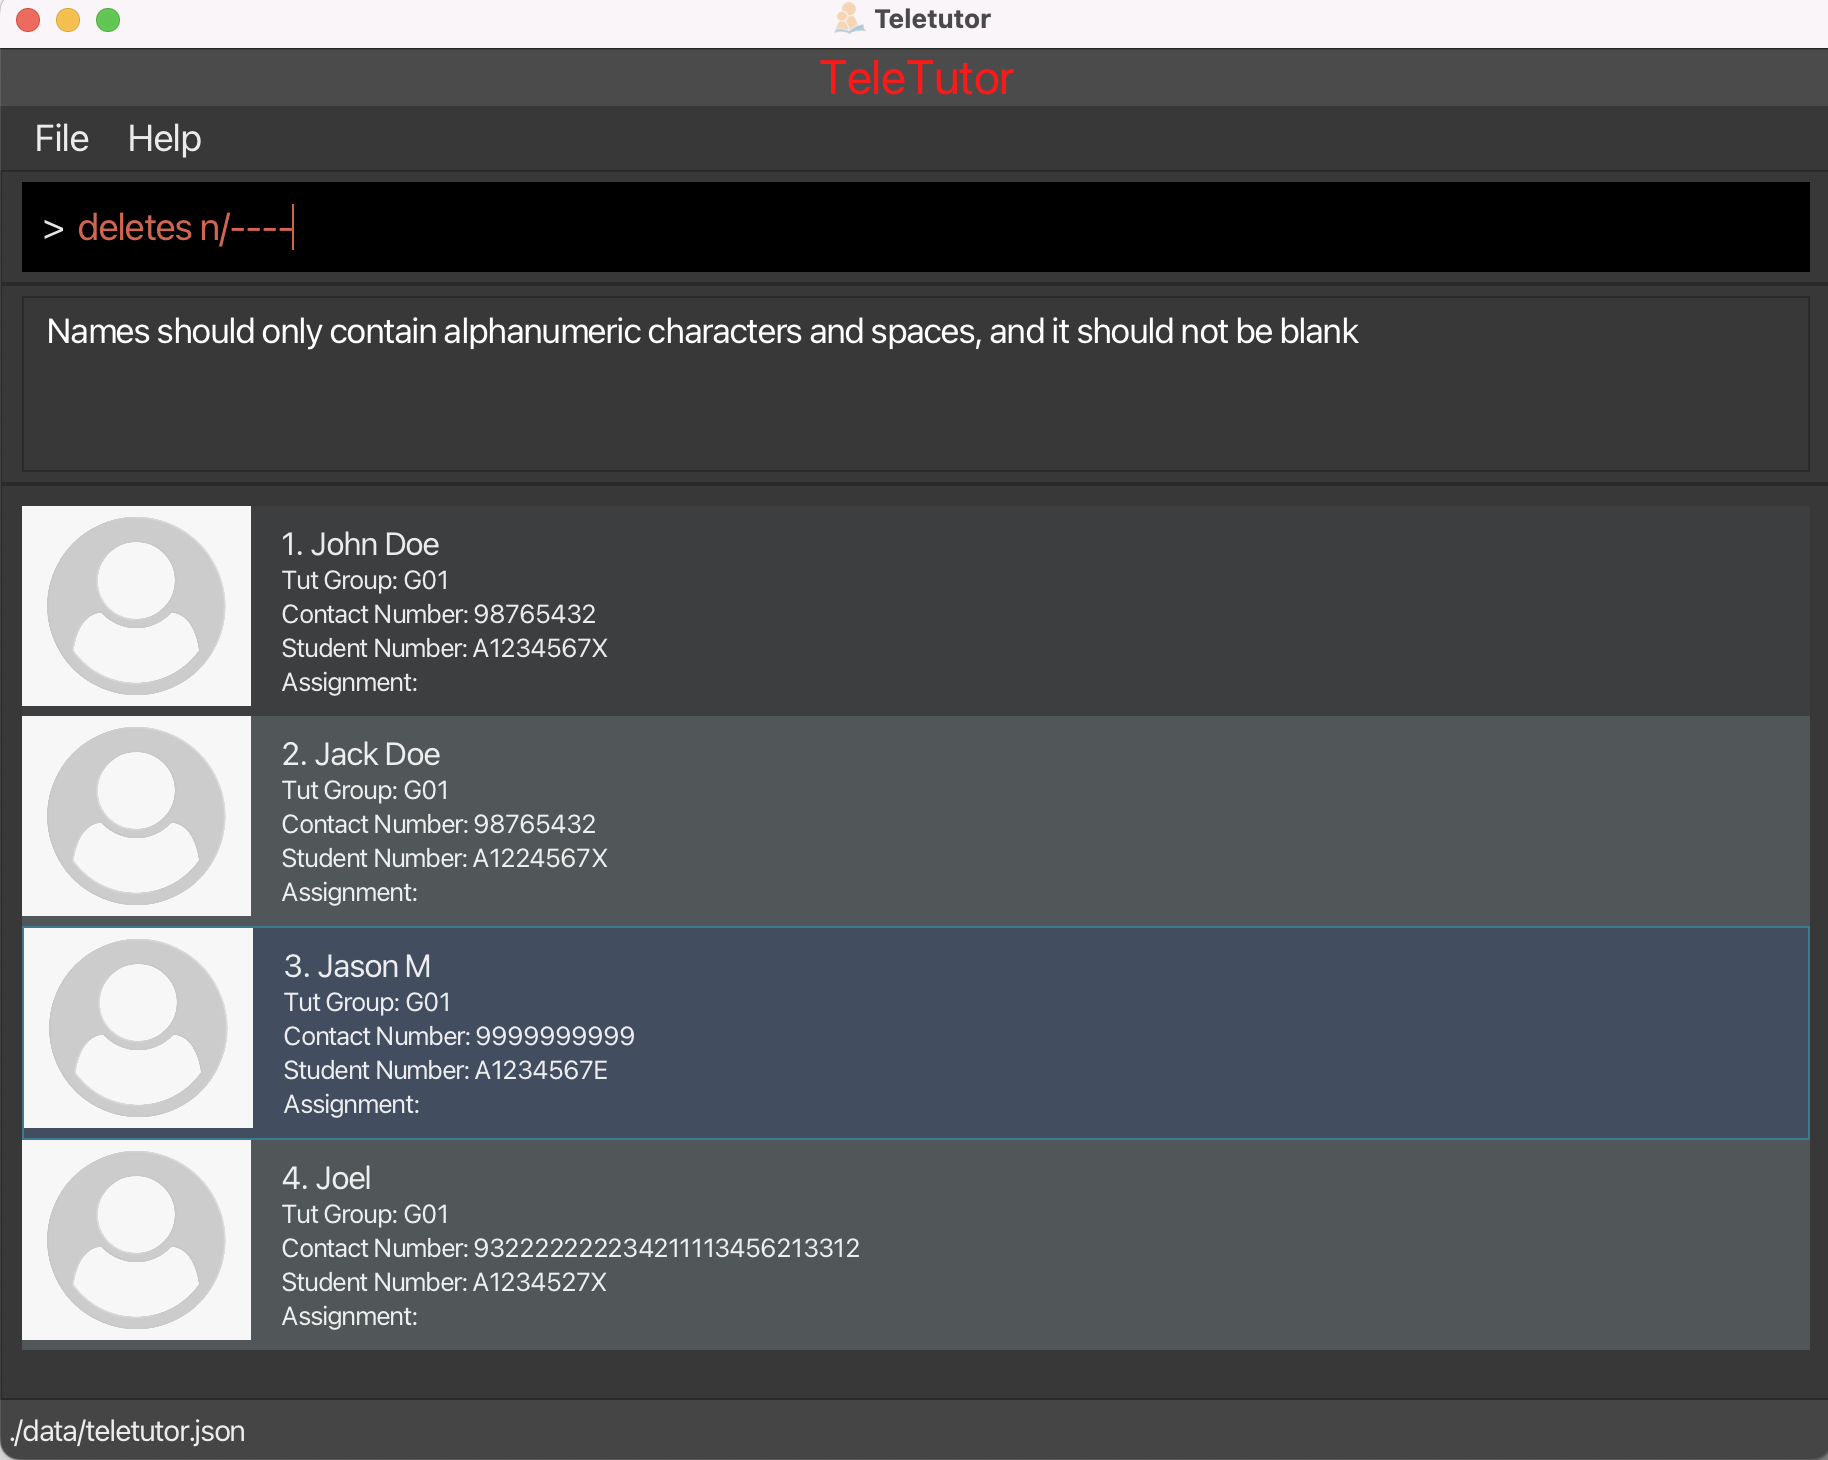 Teletutor
TeleTutor
File Help
> deletes n/----
Names should only contain alphanumeric characters and spaces, and it should not be blank
1. John Doe
Tut Group: G01
Contact Number: 98765432
Student Number: A1234567X
Assignment:
2. Jack Doe
Tut Group: G01
Contact Number: 98765432
Student Number: A1224567X
Assignment:
3. Jason M
Tut Group: G01
Contact Number: 9999999999
Student Number: A1234567E
Assignment:
4. Joel
Tut Group: G01
Contact Number: 9322222222342111134562133​12
Student Number: A1234527X
Assignment:
./data/teletutor.json